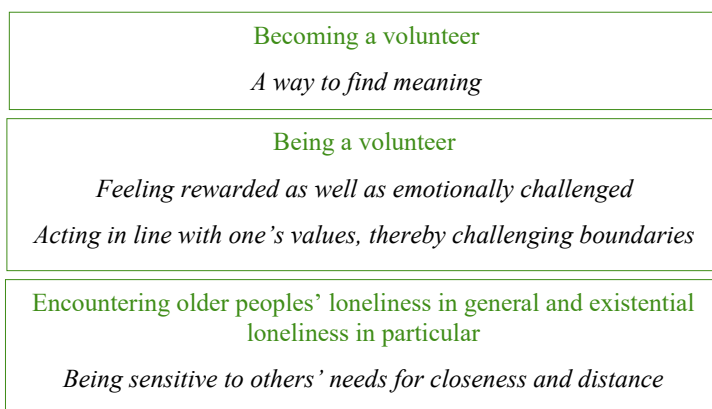 Becoming a volunteer
A way to find meaning
Being a volunteer
Feeling rewarded as well as emotionally challenged
Acting in line with one’s values, thereby challenging boundaries
Encountering older peoples’ loneliness in general and existential
loneliness in particular
Being sensitive to others’ needs for closeness and distance